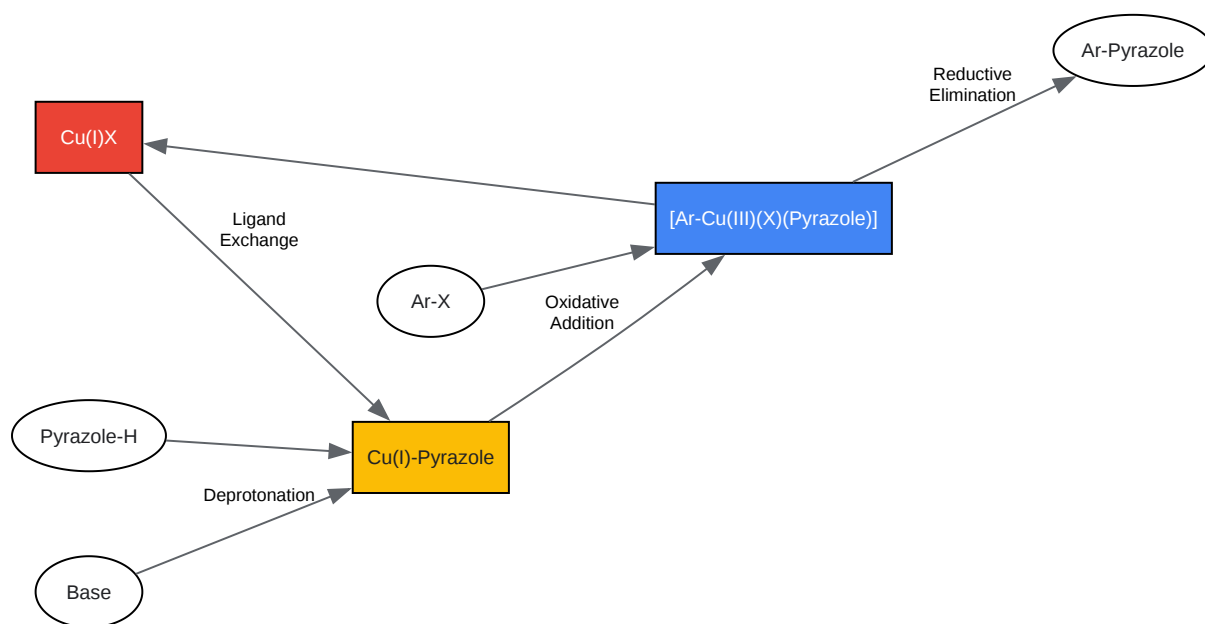 Ar-Pyrazole
Reductive
Elimination
Cu(I)X
[Ar-Cu(III)(X)(Pyrazole)]
Ligand
Exchange
Ar-X
Oxidative
Addition
Pyrazole-H
Cu(I)-Pyrazole
Deprotonation
Base